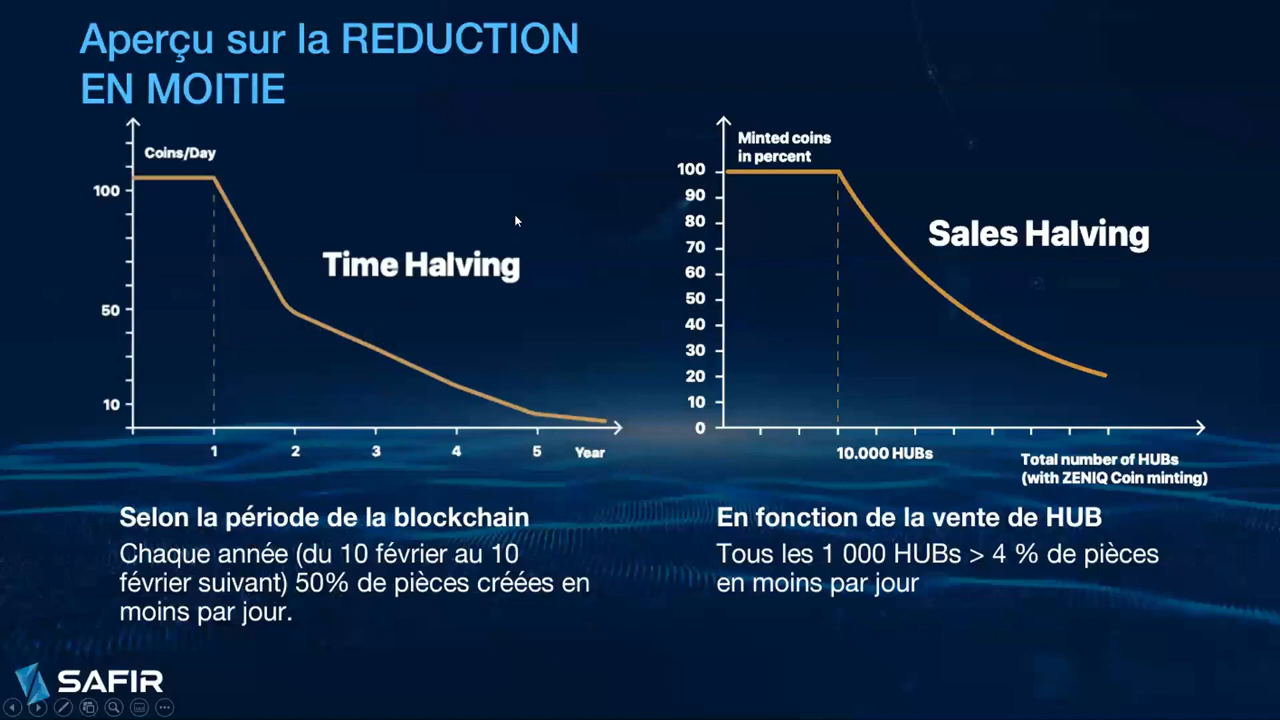 Aperçu sur la REDUCTION
EN MOITIE
Coins/Day
100
50
10
1
2
3
4
5
Year
Time Halving
Minted coins
in percent
100
90
80
70
60
50
40
30
20
10
0
Sales Halving
10.000 HUBs
Total number of HUBs
(with ZENIQ Coin minting)
Selon la période de la blockchain
Chaque année (du 10 février au 10
février suivant) 50% de pièces créées en
moins par jour.
En fonction de la vente de HUB
Tous les 1 000 HUBs > 4 % de pièces
en moins par jour
SAFIR